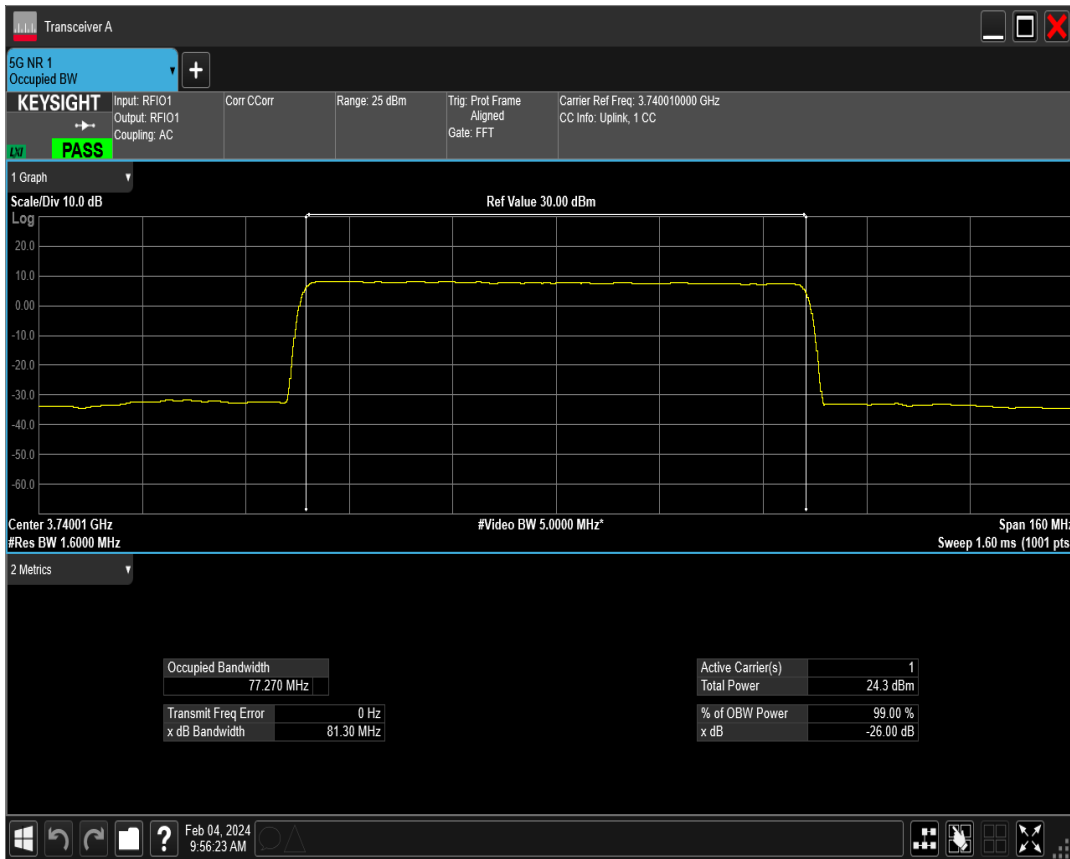 Transceiver A
5G NR 1
Occupied BW
KEYSIGHT
LXI
PASS
Input: RFIO1
Output: RFIO1
Coupling: AC
Corr CCorr
Range: 25 dBm
Trig: Prot Frame
Aligned
Gate: FFT
Carrier Ref Freq: 3.740010000 GHz
CC Info: Uplink, 1 CC
1 Graph
Scale/Div 10.0 dB
Ref Value 30.00 dBm
Log
20.0
10.0
0.00
-10.0
-20.0
-30.0
-40.0
-50.0
-60.0
Center 3.74001 GHz
#Video BW 5.0000 MHz*
Span 160 MHz
#Res BW 1.6000 MHz
Sweep 1.60 ms (1001 pts
2 Metrics
Occupied Bandwidth
77.270 MHz
Transmit Freq Error 0 Hz
x dB Bandwidth 81.30 MHz
Active Carrier(s) 1
Total Power 24.3 dBm
% of OBW Power 99.00 %
x dB -26.00 dB
Feb 04, 2024
9:56:23 AM